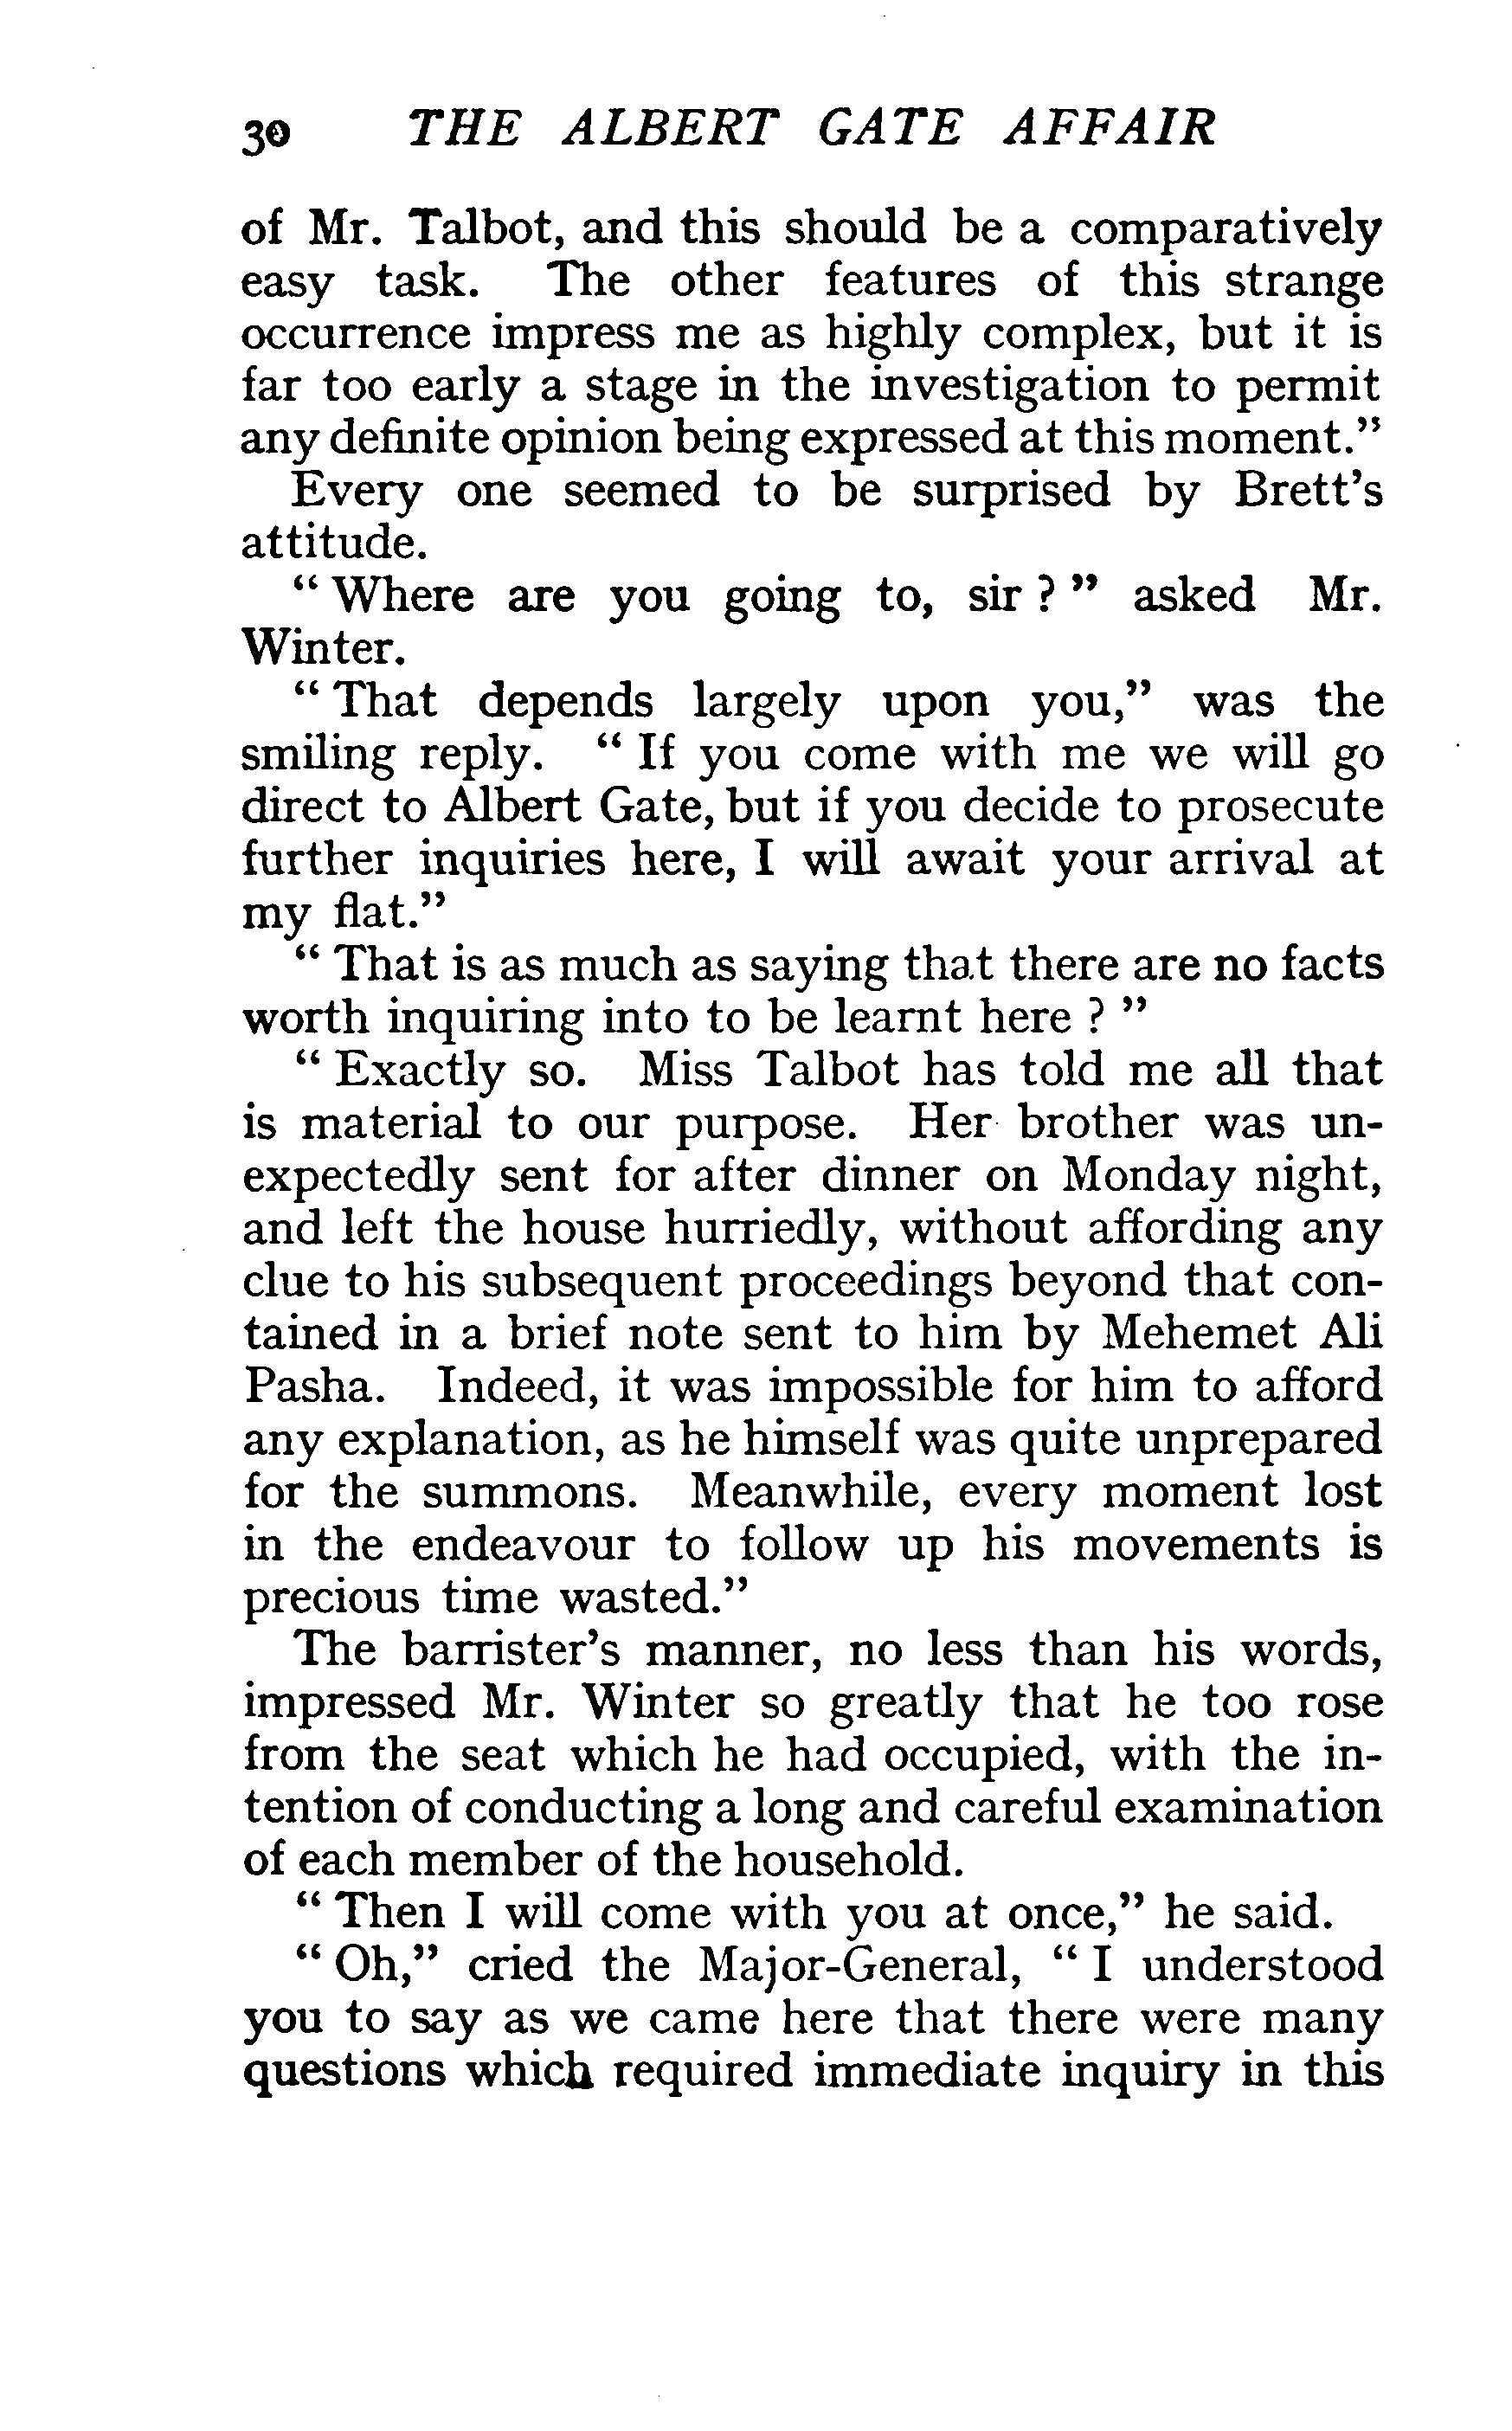 30 THE ALBERT GATE AFFAIR
of Mr. Talbot, and this should be a comparatively
easy task. The other features of this strange
occurrence impress me as highly complex, but it is
far too early a stage in the investigation to permit
any definite opinion being expressed at this moment.”
Every one seemed to be surprised by Brett’s
attitude.
“ Where are you going to, sir ? ” asked Mr.
Winter.
“ That depends largely upon you,” was the
smiling reply. “ If you come with me we will go
direct to Albert Gate, but if you decide to prosecute
further inquiries here, I will await your arrival at
my flat.”
“ That is as much as saying that there are no facts
worth inquiring into to be learnt here ? ”
“ Exactly so. Miss Talbot has told me all that
is material to our purpose. Her brother was un-
expectedly sent for after dinner on Monday night,
and left the house hurriedly, without affording any
clue to his subsequent proceedings beyond that con-
tained in a brief note sent to him by Mehemet Ali
Pasha. Indeed, it was impossible for him to afford
any explanation, as he himself was quite unprepared
for the summons. Meanwhile, every moment lost
in the endeavour to follow up his movements is
precious time wasted.”
The barrister’s manner, no less than his words,
impressed Mr. Winter so greatly that he too rose
from the seat which he had occupied, with the in-
tention of conducting a long and careful examination
of each member of the household.
“ Then I will come with you at once,” he said.
“ Oh,” cried the Major-General, “ I understood
you to say as we came here that there were many
questions which required immediate inquiry in this